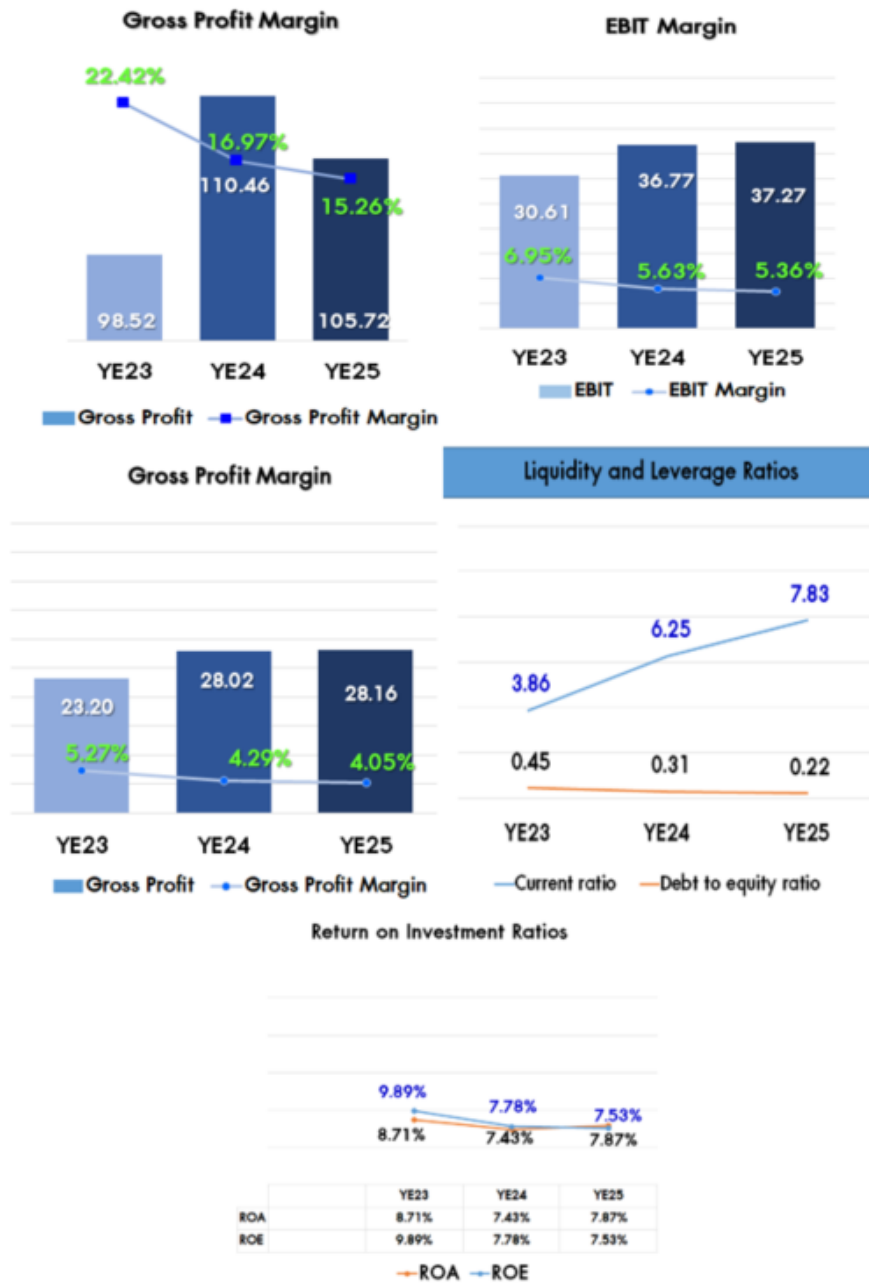 Gross Profit Margin
22.42%
16.97%
110.46
15.26%
98.52
105.72
YE23 YE24 YE25
Gross Profit Gross Profit Margin
EBIT Margin
30.61
36.77
37.27
6.95%
5.63%
5.36%
YE23 YE24 YE25
EBIT EBIT Margin
Gross Profit Margin
23.20
28.02
28.16
5.27%
4.29%
4.05%
YE23 YE24 YE25
Gross Profit Gross Profit Margin
Liquidity and Leverage Ratios
7.83
6.25
3.86
0.45 0.31 0.22
YE23 YE24 YE25
Current ratio Debt to equity ratio
Return on Investment Ratios
9.89% 7.78% 7.53%
8.71% 7.43% 7.87%
YE23 YE24 YE25
ROA 8.71% 7.43% 7.87%
ROE 9.89% 7.78% 7.53%
ROA ROE